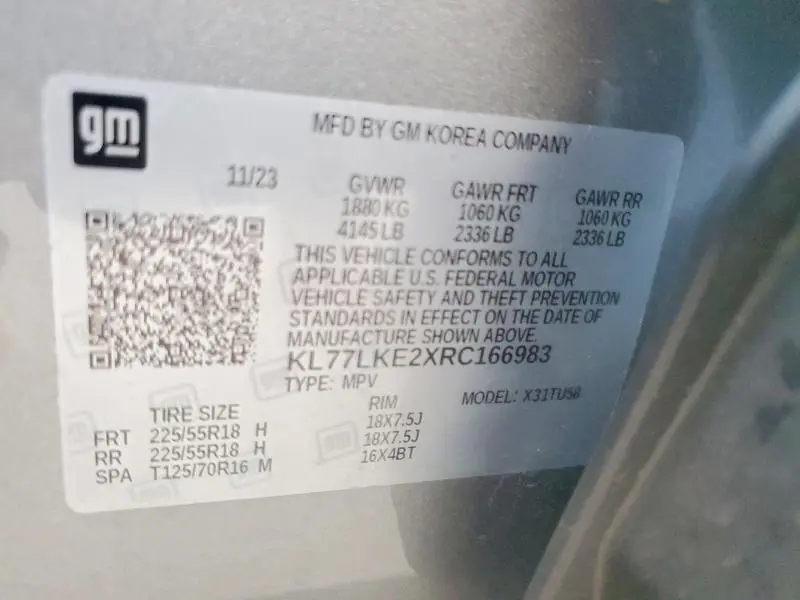 gm
MFD BY GM KOREA COMPANY
11/23
GVWR GAWR FRT GAWR RR
1880 KG 1060 KG 1060 KG
4145 LB 2336 LB 2336 LB
THIS VEHICLE CONFORMS TO ALL
APPLICABLE U.S. FEDERAL MOTOR
VEHICLE SAFETY AND THEFT PREVENTION
STANDARDS IN EFFECT ON THE DATE OF
MANUFACTURE SHOWN ABOVE.
KL77LKE2XRC166983
TYPE: MPV MODEL: X31TU58
TIRE SIZE RIM
FRT 225/55R18 H 18X7.5J
RR 225/55R18 H 18X7.5J
SPA T125/70R16 M 16X4BT